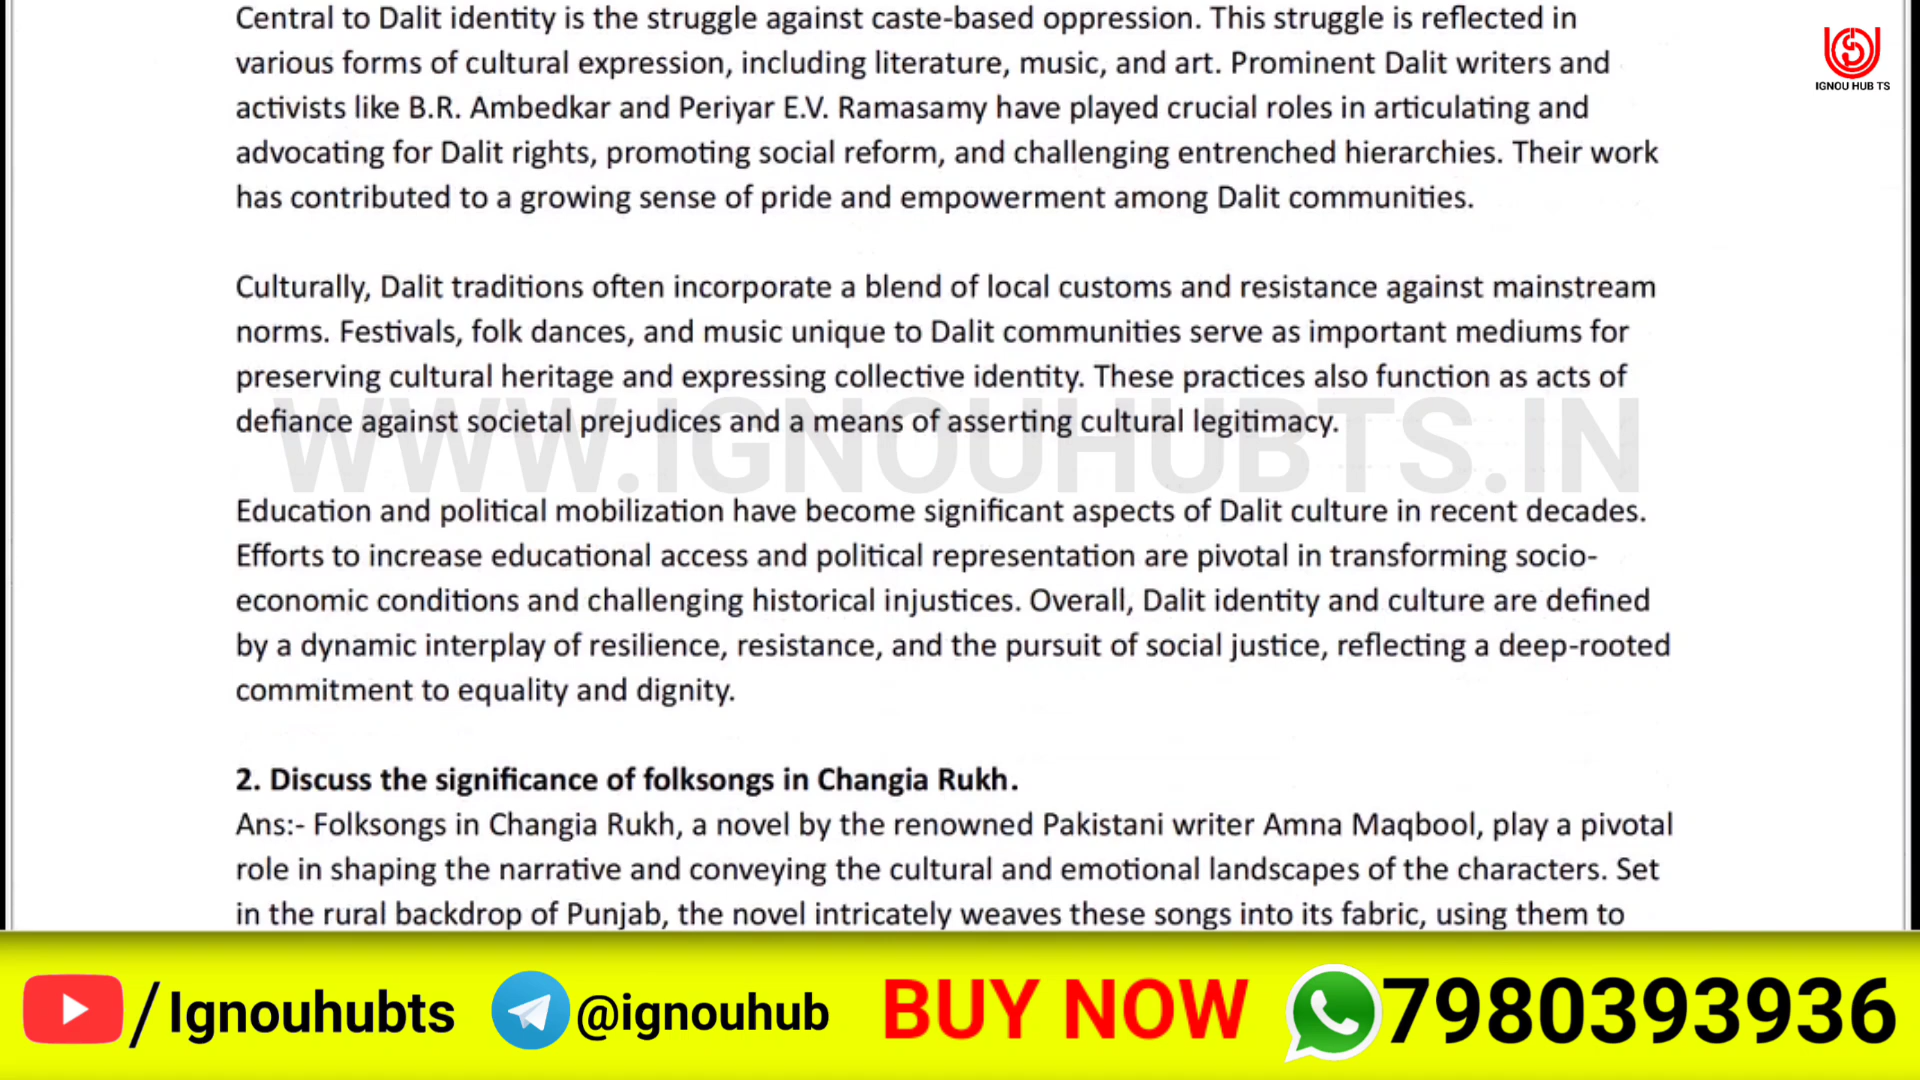 Central to Dalit identity is the struggle against caste-based oppression. This struggle is reflected in
various forms of cultural expression, including literature, music, and art. Prominent Dalit writers and
activists like B.R. Ambedkar and Periyar E.V. Ramasamy have played crucial roles in articulating and
advocating for Dalit rights, promoting social reform, and challenging entrenched hierarchies. Their work
has contributed to a growing sense of pride and empowerment among Dalit communities.
IGNOU HUB TS
Culturally, Dalit traditions often incorporate a blend of local customs and resistance against mainstream
norms. Festivals, folk dances, and music unique to Dalit communities serve as important mediums for
preserving cultural heritage and expressing collective identity. These practices also function as acts of
defiance against societal prejudices and a means of asserting cultural legitimacy.
WWW.IGNOUHUBTS.IN
Education and political mobilization have become significant aspects of Dalit culture in recent decades.
Efforts to increase educational access and political representation are pivotal in transforming socio-
economic conditions and challenging historical injustices. Overall, Dalit identity and culture are defined
by a dynamic interplay of resilience, resistance, and the pursuit of social justice, reflecting a deep-rooted
commitment to equality and dignity.
2. Discuss the significance of folksongs in Changia Rukh.
Ans:- Folksongs in Changia Rukh, a novel by the renowned Pakistani writer Amna Maqbool, play a pivotal
role in shaping the narrative and conveying the cultural and emotional landscapes of the characters. Set
in the rural backdrop of Punjab, the novel intricately weaves these songs into its fabric, using them to
/Ignouhubts @ignouhub BUY NOW 7980393936